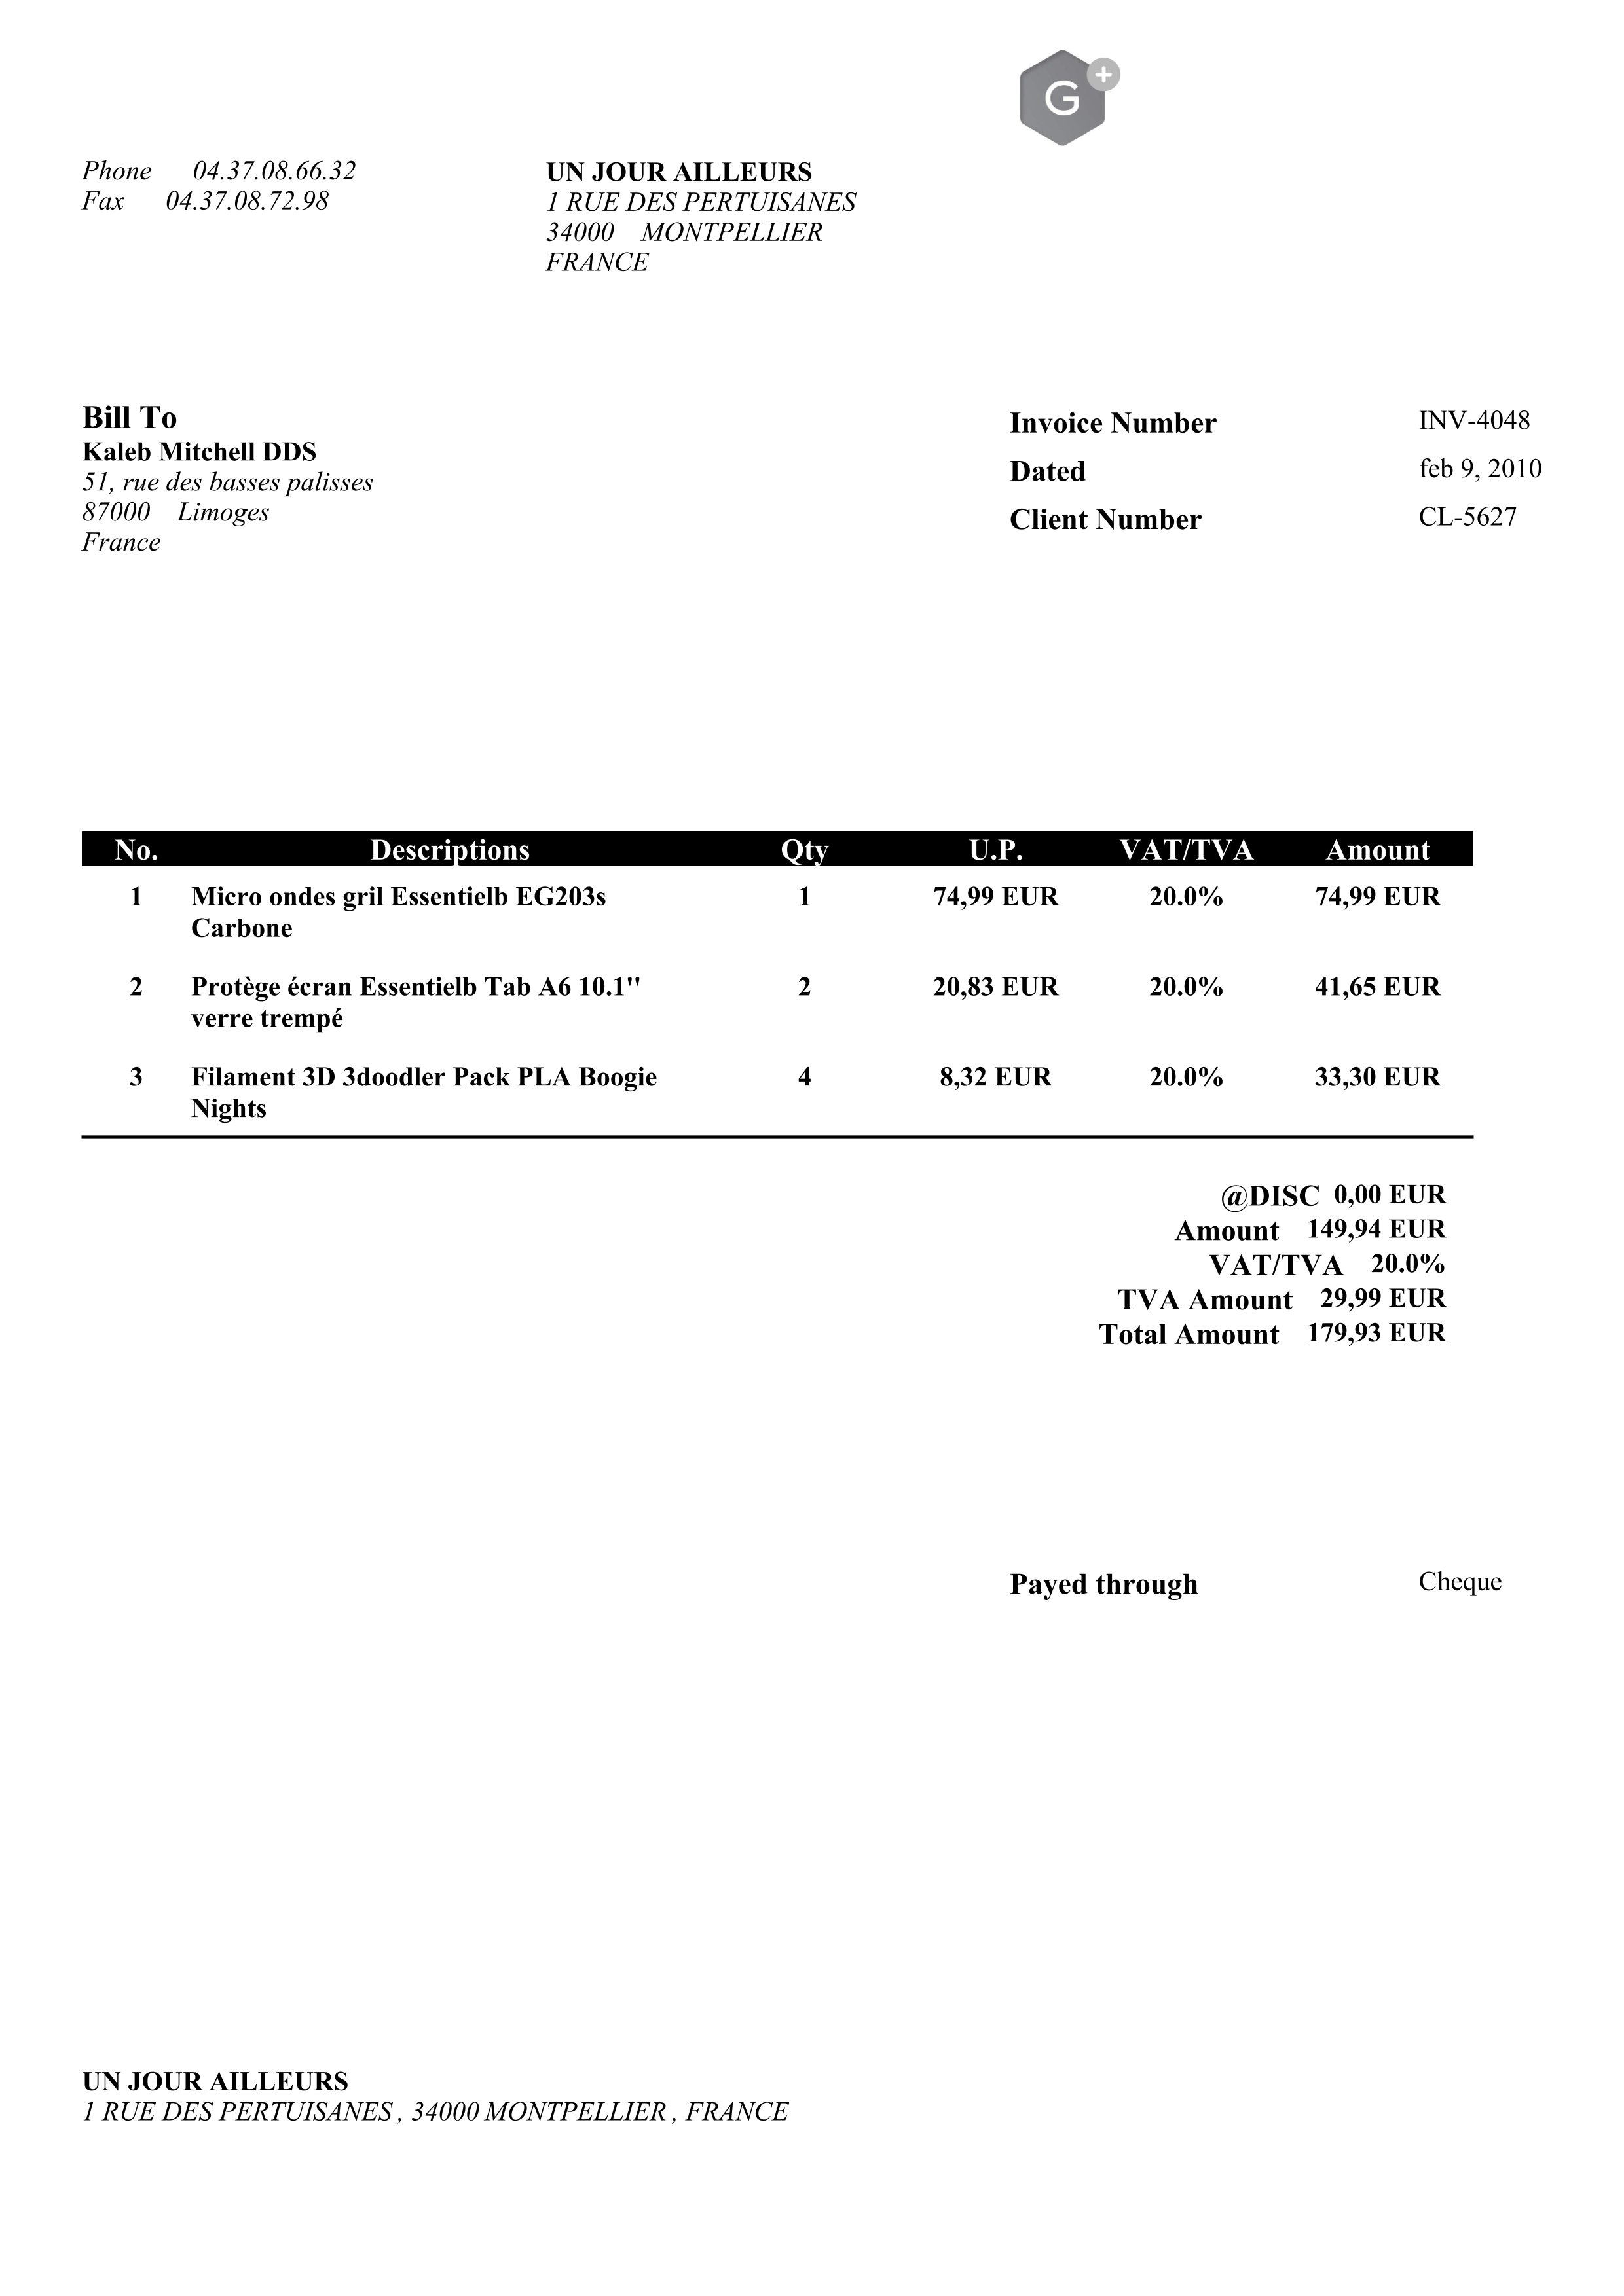 G+
Phone 04.37.08.66.32
Fax 04.37.08.72.98
UN JOUR AILLEURS
1 RUE DES PERTUISANES
34000 MONTPELLIER
FRANCE
Bill To
Kaleb Mitchell DDS
51, rue des basses palisses
87000 Limoges
France
Invoice Number INV-4048
Dated feb 9, 2010
Client Number CL-5627
No. Descriptions Qty U.P. VAT/TVA Amount
1 Micro ondes gril Essentielb EG203s 1 74,99 EUR 20.0% 74,99 EUR
Carbone
2 Protège écran Essentielb Tab A6 10.1'' 2 20,83 EUR 20.0% 41,65 EUR
verre trempé
3 Filament 3D 3doodler Pack PLA Boogie 4 8,32 EUR 20.0% 33,30 EUR
Nights
@DISC 0,00 EUR
Amount 149,94 EUR
VAT/TVA 20.0%
TVA Amount 29,99 EUR
Total Amount 179,93 EUR
Payed through Cheque
UN JOUR AILLEURS
1 RUE DES PERTUISANES , 34000 MONTPELLIER , FRANCE